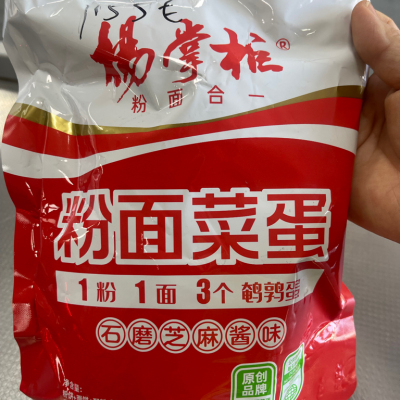 杨掌柜®
粉面合一
粉面菜蛋
1粉1面 3个鹌鹑蛋
石磨芝麻酱味
原创
品牌